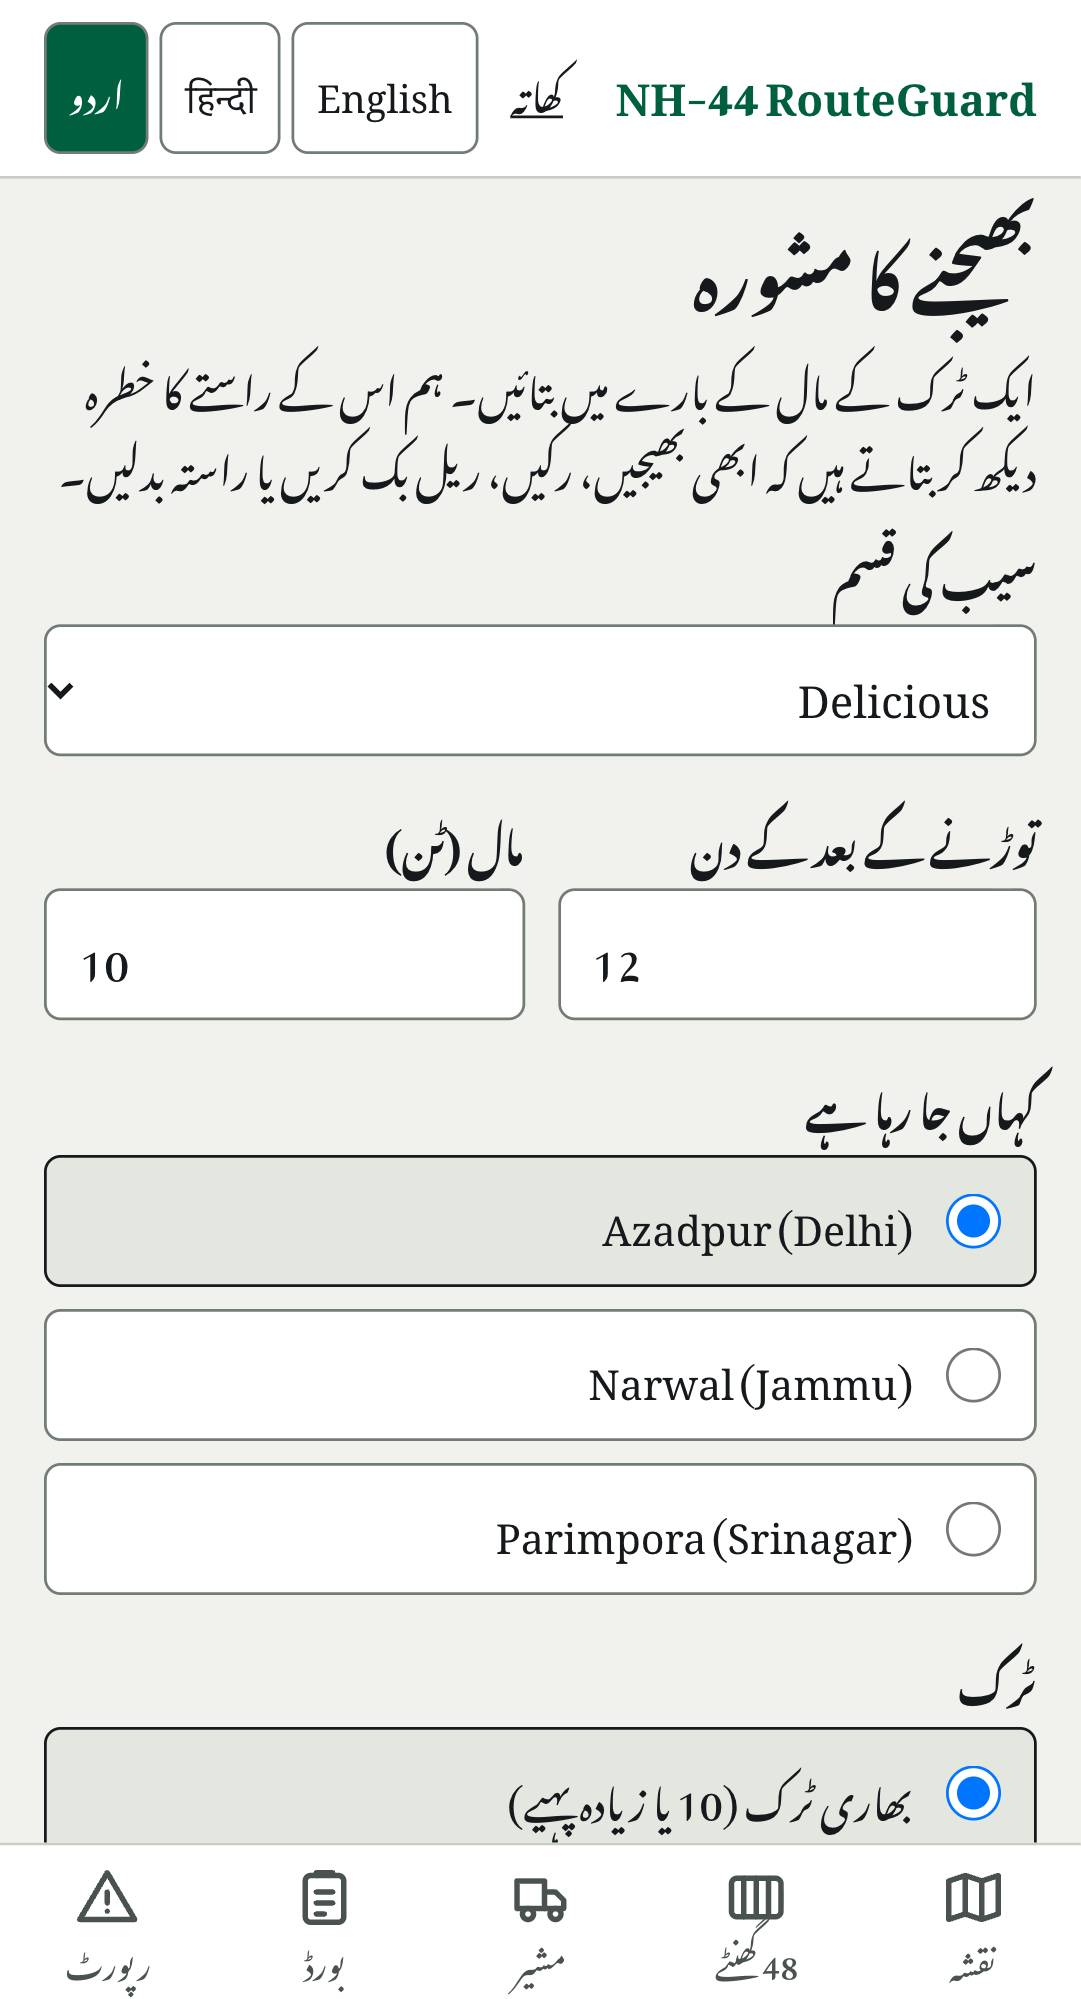 NH-44 RouteGuard
کھاتہ
English
हिन्दी
اردو
بھیجنے کا مشورہ
ایک ٹرک کے مال کے بارے میں بتائیں۔ ہم اس کے راستے کا خطرہ
دیکھ کر بتاتے ہیں کہ ابھی بھیجیں، رکیں، ریل بک کریں یا راستہ بدلیں۔
سیب کی قسم
Delicious
توڑنے کے بعد کے دن
مال (ٹن)
12
10
کہاں جا رہا ہے
Azadpur (Delhi)
Narwal (Jammu)
Parimpora (Srinagar)
ٹرک
بھاری ٹرک (10 یا زیادہ پہیے)
نقشہ
48 گھنٹے
مشیر
بورڈ
رپورٹ